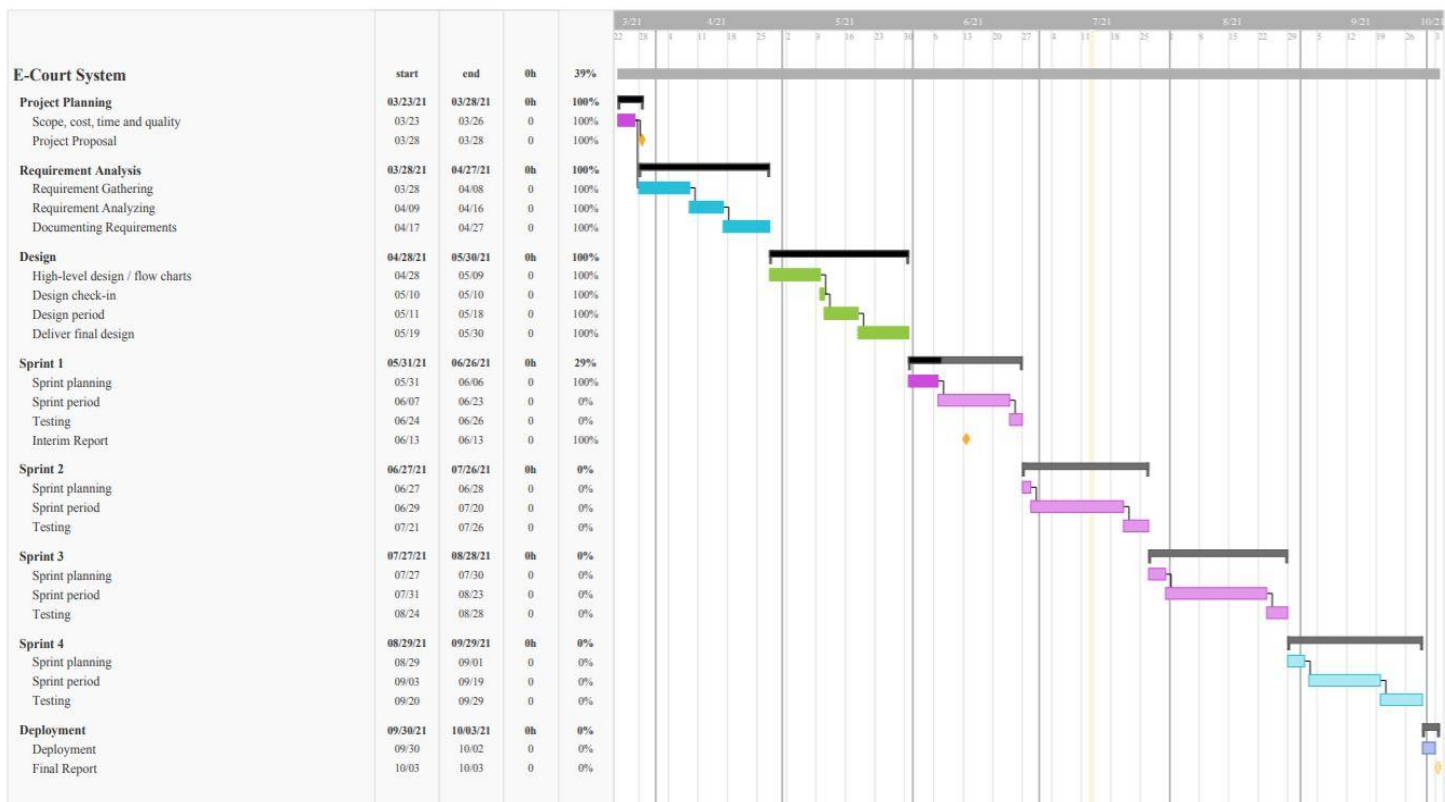 3/21 4/21 5/21 6/21 7/21 8/21 9/21 10/21
22 28 4 11 18 25 2 9 16 23 30 6 13 20 27 4 11 18 25 1 8 15 22 29 5 12 19 26 3
E-Court System start end 0h 39%
Project Planning 03/23/21 03/28/21 0h 100%
Scope, cost, time and quality 03/23 03/26 0 100%
Project Proposal 03/28 03/28 0 100%
Requirement Analysis 03/28/21 04/27/21 0h 100%
Requirement Gathering 03/28 04/08 0 100%
Requirement Analyzing 04/09 04/16 0 100%
Documenting Requirements 04/17 04/27 0 100%
Design 04/28/21 05/30/21 0h 100%
High-level design / flow charts 04/28 05/09 0 100%
Design check-in 05/10 05/10 0 100%
Design period 05/11 05/18 0 100%
Deliver final design 05/19 05/30 0 100%
Sprint 1 05/31/21 06/26/21 0h 29%
Sprint planning 05/31 06/06 0 100%
Sprint period 06/07 06/23 0 0%
Testing 06/24 06/26 0 0%
Interim Report 06/13 06/13 0 100%
Sprint 2 06/27/21 07/26/21 0h 0%
Sprint planning 06/27 06/28 0 0%
Sprint period 06/29 07/20 0 0%
Testing 07/21 07/26 0 0%
Sprint 3 07/27/21 08/28/21 0h 0%
Sprint planning 07/27 07/30 0 0%
Sprint period 07/31 08/23 0 0%
Testing 08/24 08/28 0 0%
Sprint 4 08/29/21 09/29/21 0h 0%
Sprint planning 08/29 09/01 0 0%
Sprint period 09/03 09/19 0 0%
Testing 09/20 09/29 0 0%
Deployment 09/30/21 10/03/21 0h 0%
Deployment 09/30 10/02 0 0%
Final Report 10/03 10/03 0 0%